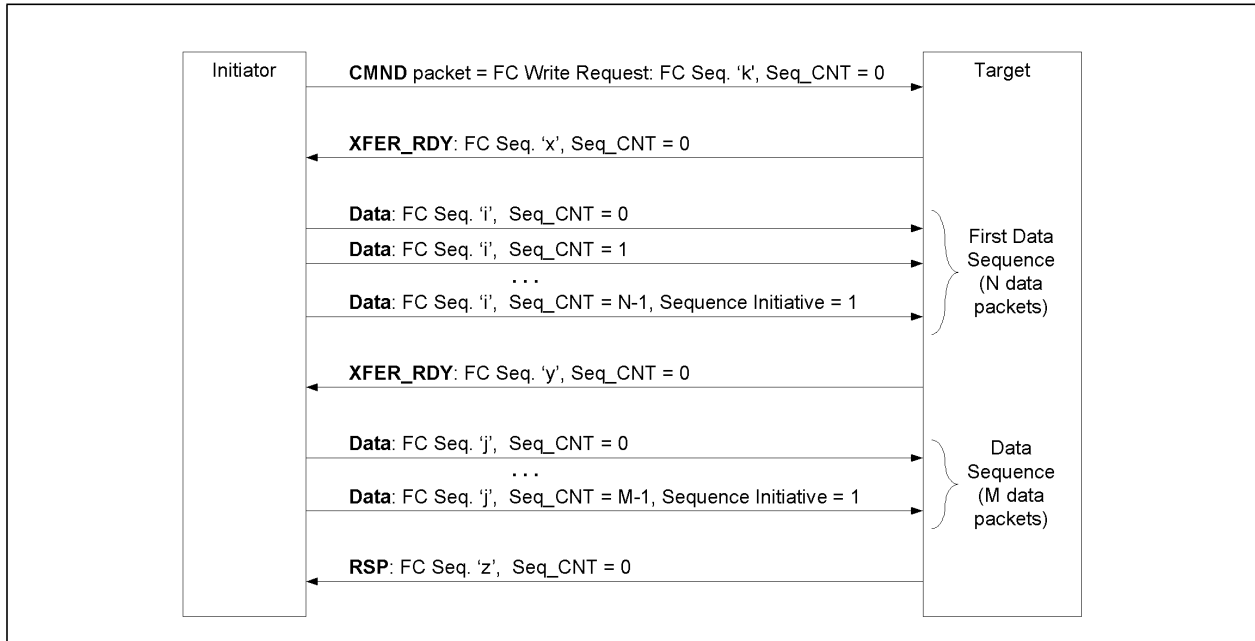 Initiator
Target
CMND packet = FC Write Request: FC Seq. ‘k', Seq_CNT = 0
XFER_RDY: FC Seq. ‘x’, Seq_CNT = 0
Data: FC Seq. ‘i’, Seq_CNT = 0
Data: FC Seq. ‘i’, Seq_CNT = 1
. . .
Data: FC Seq. ‘i’, Seq_CNT = N-1, Sequence Initiative = 1
First Data
Sequence
(N data
packets)
XFER_RDY: FC Seq. ‘y’, Seq_CNT = 0
Data: FC Seq. ‘j’, Seq_CNT = 0
. . .
Data: FC Seq. ‘j’, Seq_CNT = M-1, Sequence Initiative = 1
Data
Sequence
(M data
packets)
RSP: FC Seq. ‘z’, Seq_CNT = 0